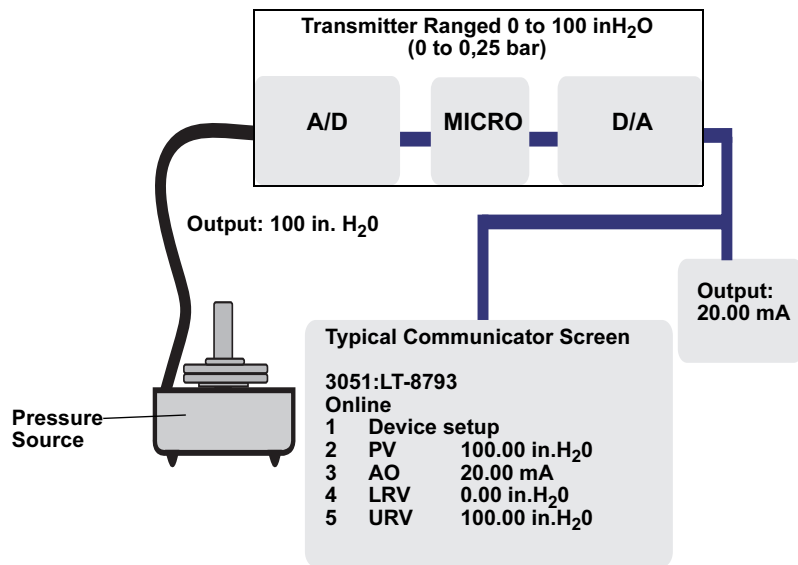 Transmitter Ranged 0 to 100 inH₂O
(0 to 0,25 bar)
A/D
MICRO
D/A
Output: 100 in. H₂0
Output:
20.00 mA
Pressure
Source
Typical Communicator Screen
3051:LT-8793
Online
1 Device setup
2 PV 100.00 in.H₂0
3 AO 20.00 mA
4 LRV 0.00 in.H₂0
5 URV 100.00 in.H₂0